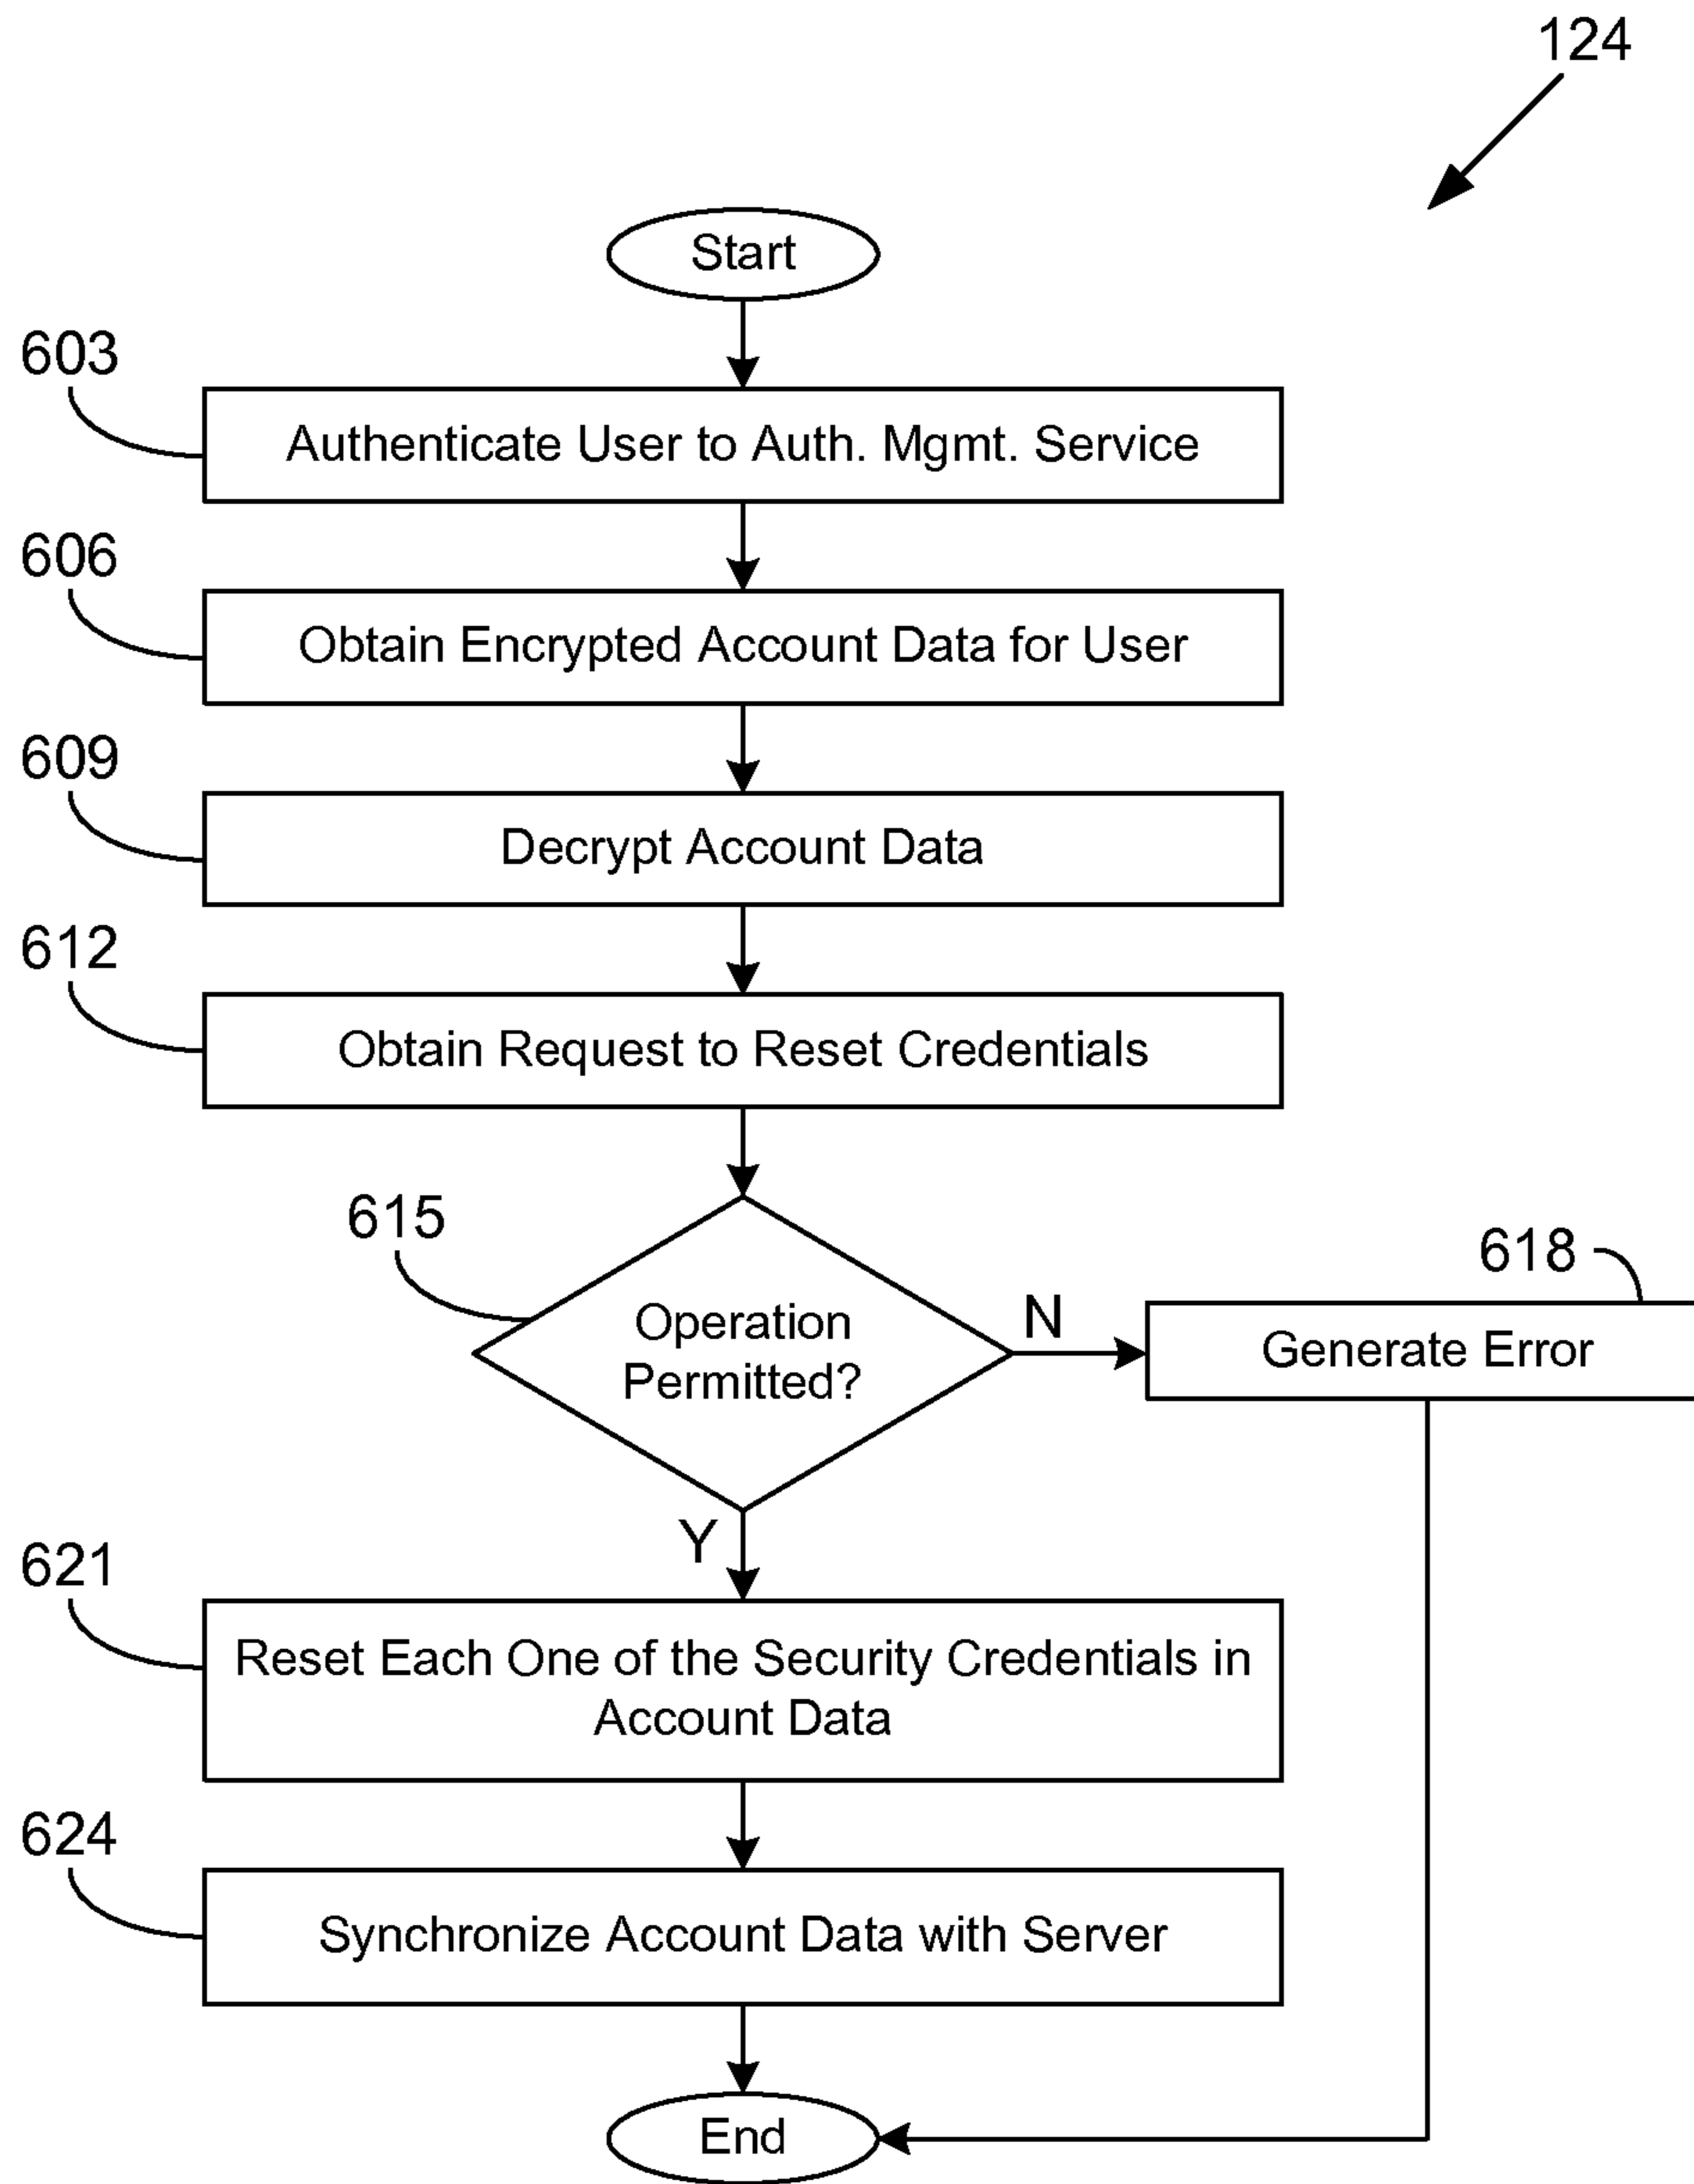 124
Start
603
Authenticate User to Auth. Mgmt. Service
606
Obtain Encrypted Account Data for User
609
Decrypt Account Data
612
Obtain Request to Reset Credentials
615
Operation
Permitted?
N
618
Generate Error
Y
621
Reset Each One of the Security Credentials in
Account Data
624
Synchronize Account Data with Server
End